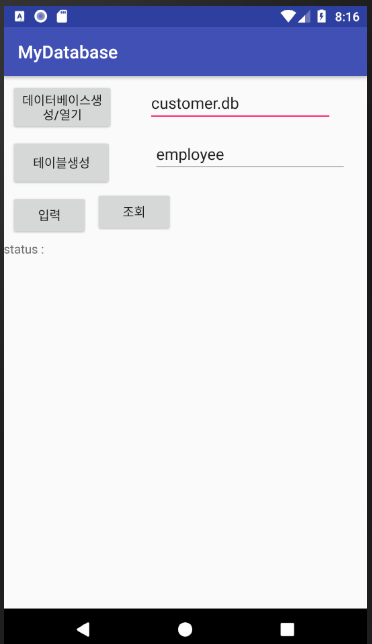 8:16
MyDatabase
데이터베이스생
성/열기
customer.db
테이블생성
employee
입력
조회
status :